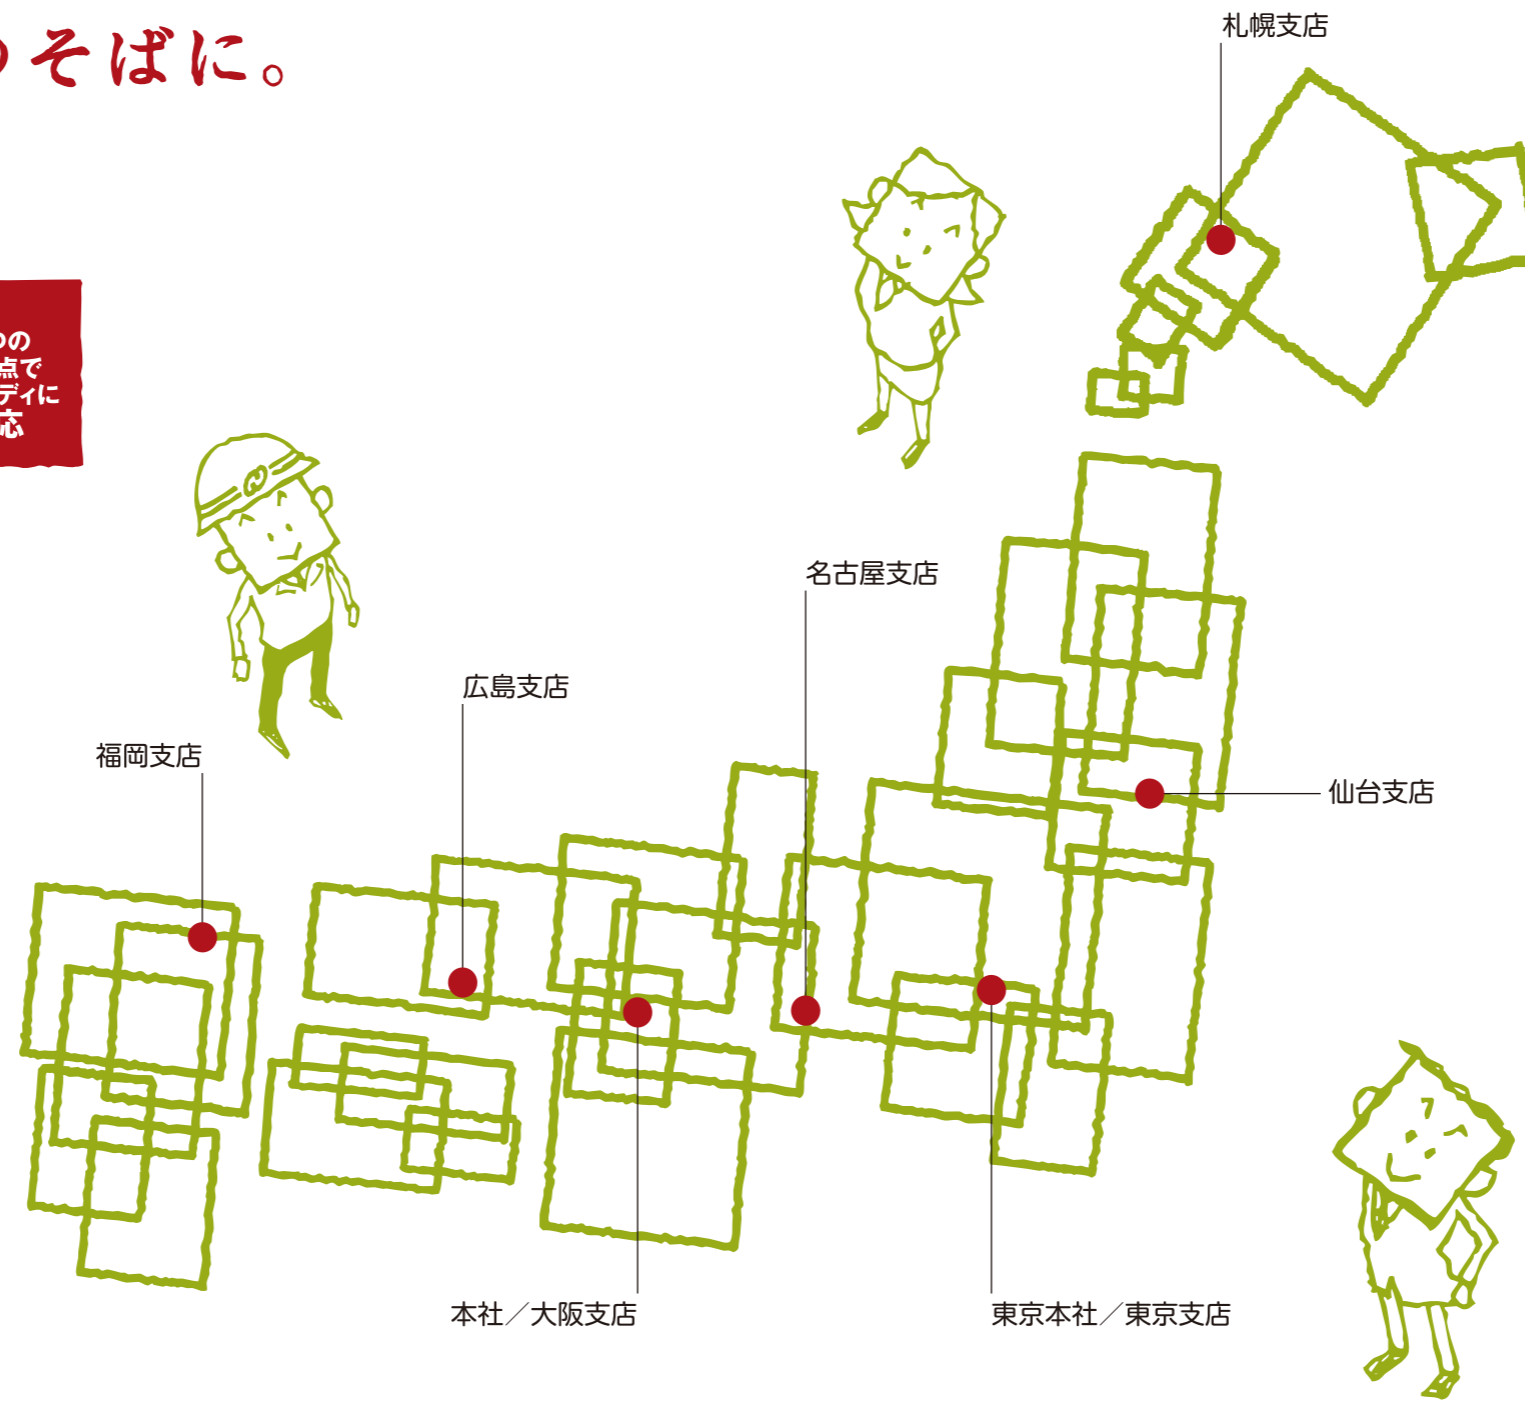 のそばに。
札幌支店
つの
点で
ディに
応
名古屋支店
広島支店
福岡支店
仙台支店
本社／大阪支店
東京本社／東京支店